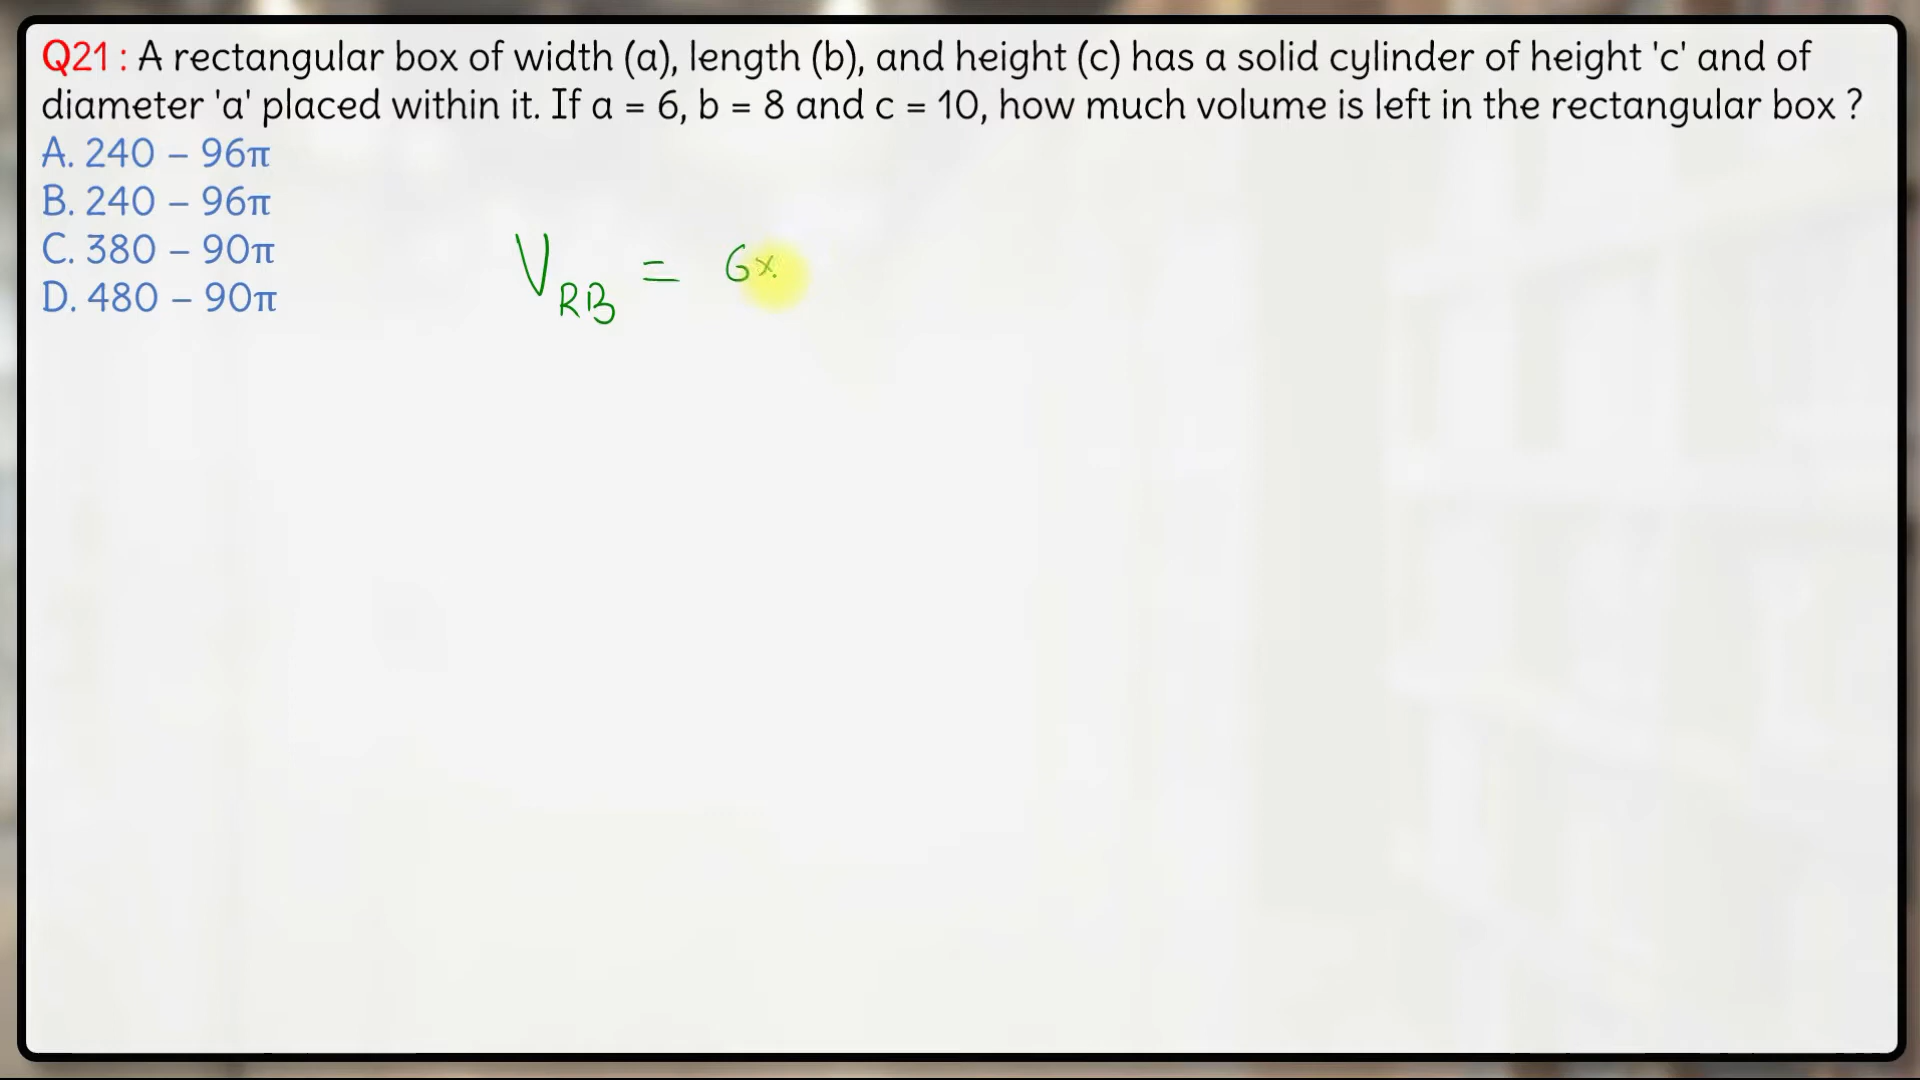 Q21 : A rectangular box of width (a), length (b), and height (c) has a solid cylinder of height 'c' and of
diameter 'a' placed within it. If a = 6, b = 8 and c = 10, how much volume is left in the rectangular box ?
A. 240 – 96π
B. 240 – 96π
C. 380 – 90π
D. 480 – 90π
V_RB = 6×